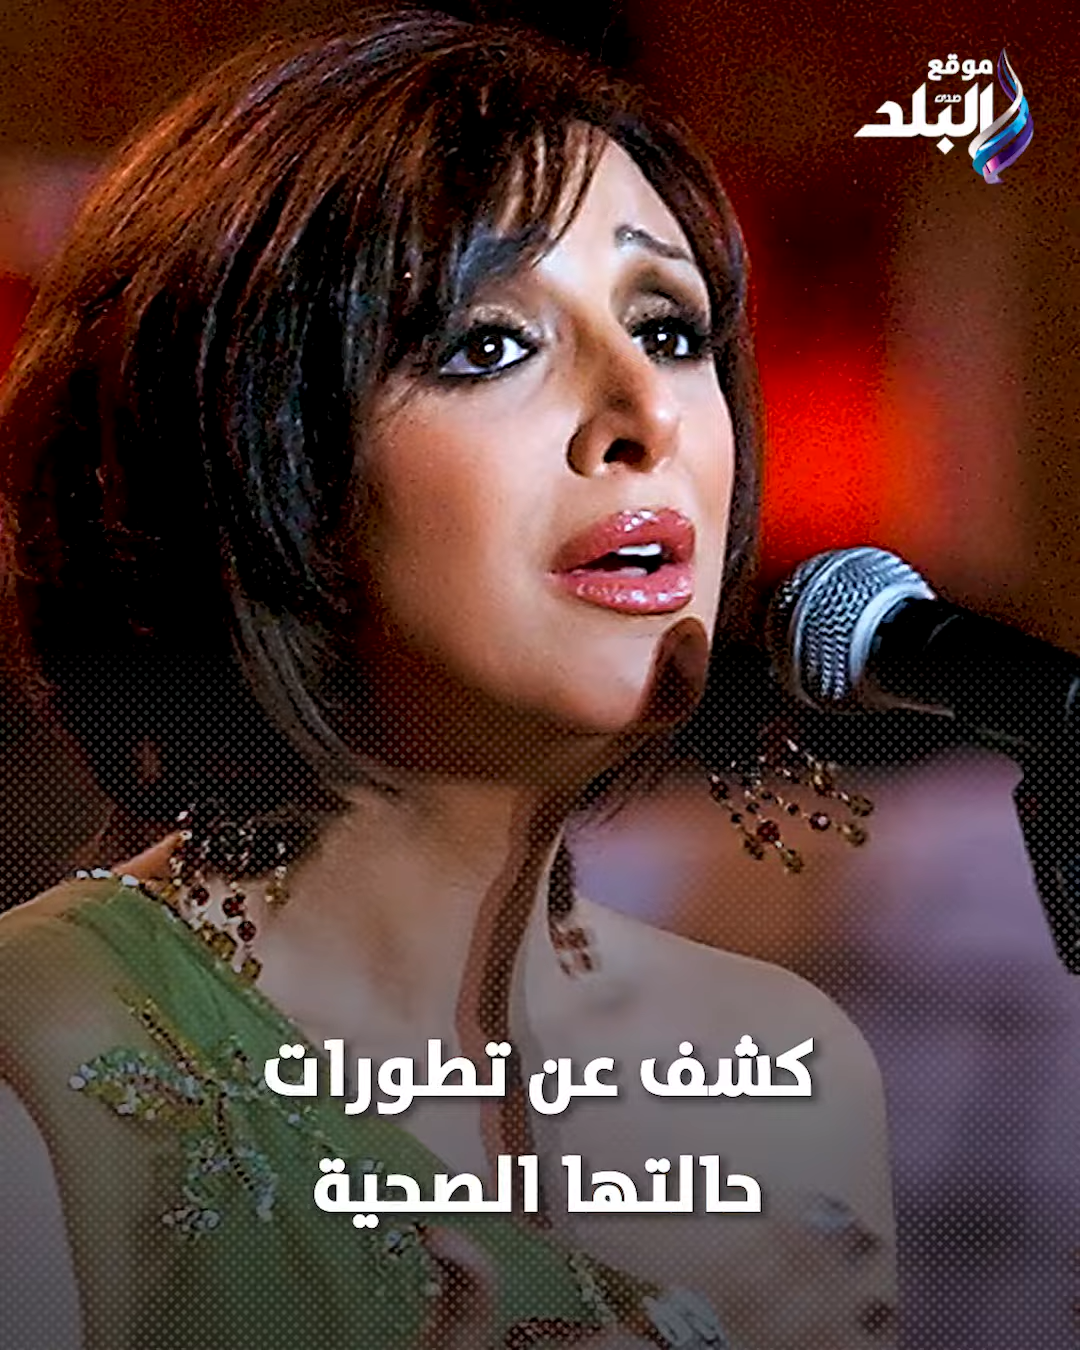 موقع
صدى
البلد
كشف عن تطورات
حالتها الصحية